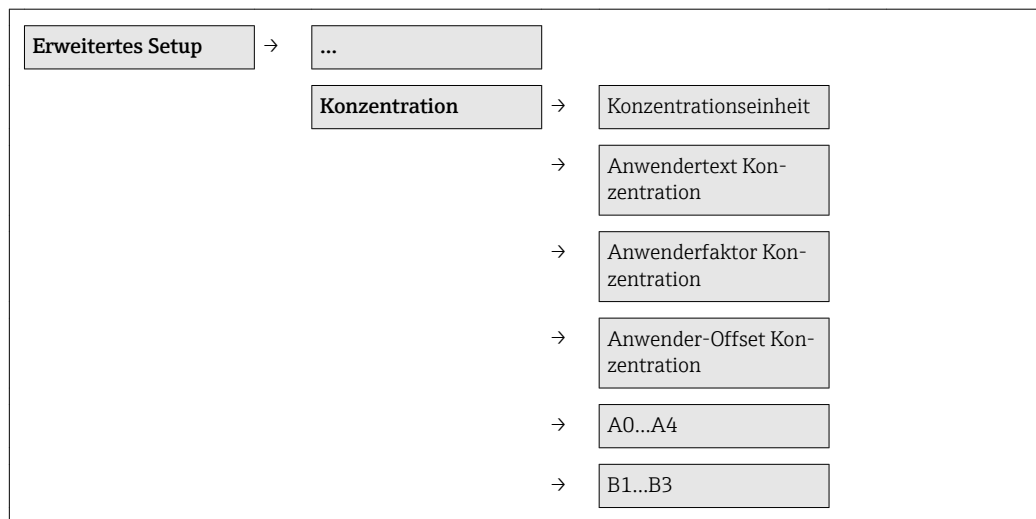 Erweitertes Setup → ...
Konzentration → Konzentrationseinheit
→ Anwendertext Kon-
zentration
→ Anwenderfaktor Kon-
zentration
→ Anwender-Offset Kon-
zentration
→ A0...A4
→ B1...B3